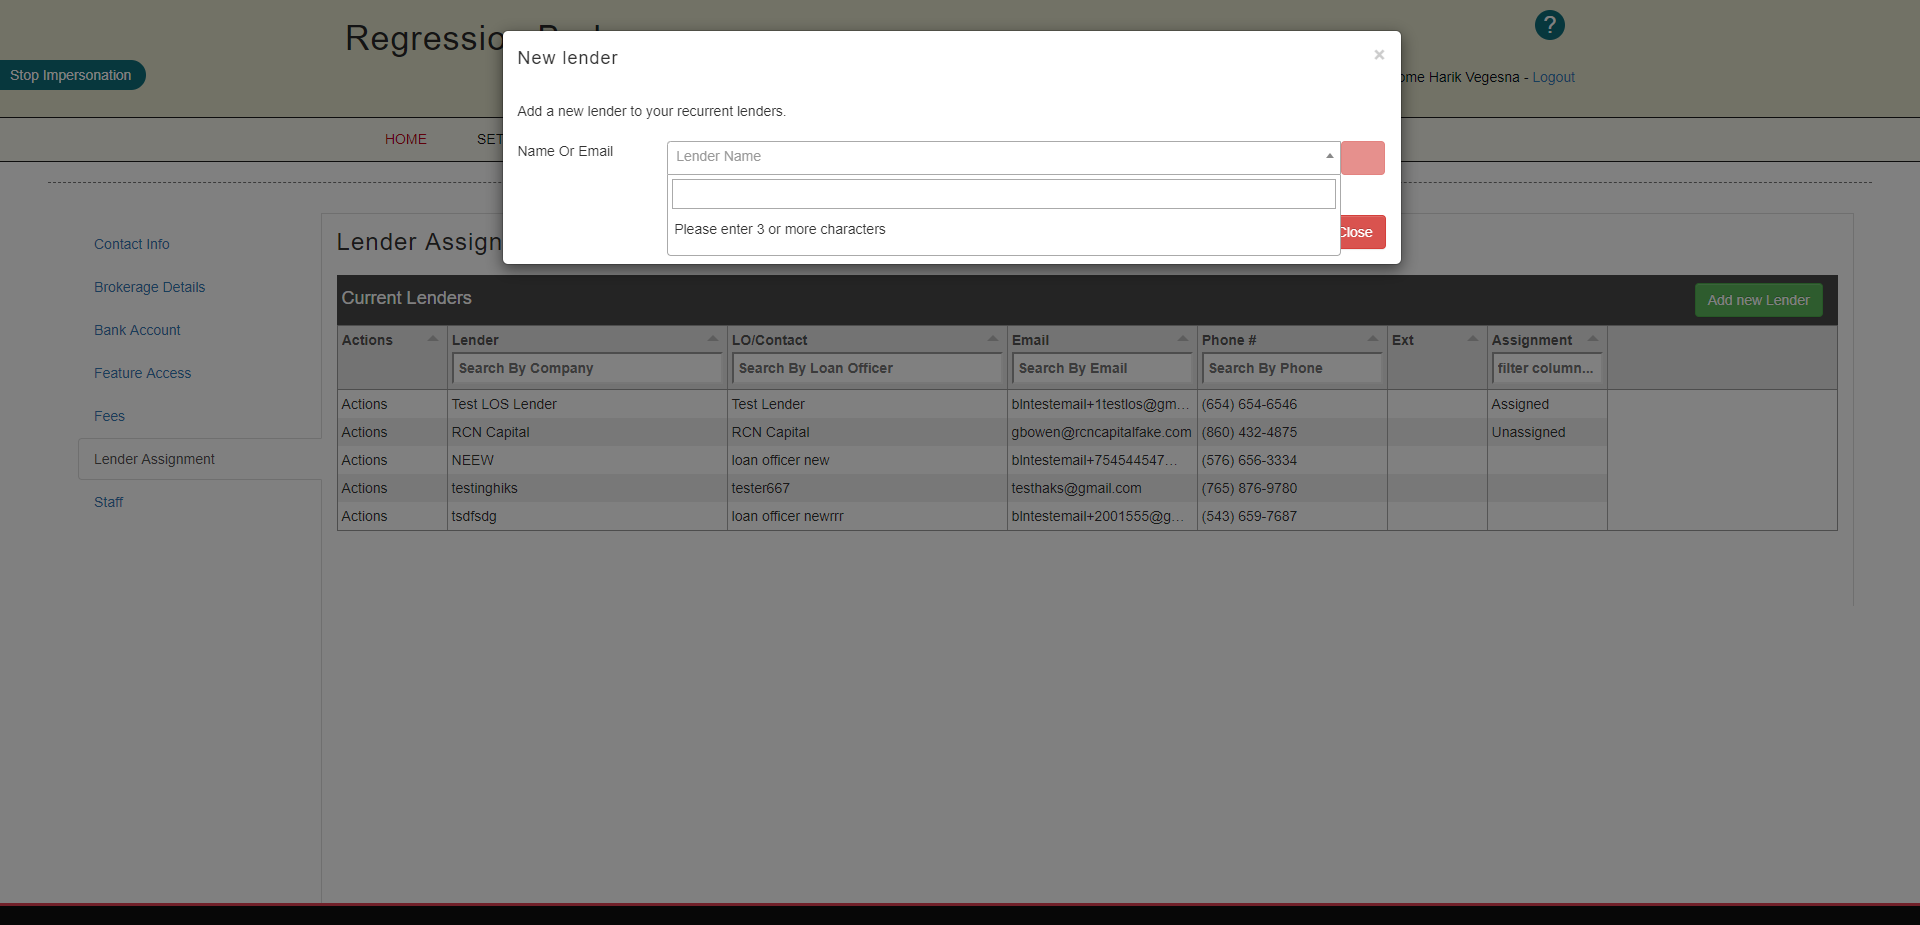 Regressio
?
Stop Impersonation
ome Harik Vegesna - Logout
HOME
SET
New lender
×
Add a new lender to your recurrent lenders.
Name Or Email
Lender Name
Please enter 3 or more characters
Close
Contact Info
Brokerage Details
Bank Account
Feature Access
Fees
Lender Assignment
Staff
Lender Assign
Current Lenders
Add new Lender
Actions Lender LO/Contact Email Phone # Ext Assignment
Search By Company Search By Loan Officer Search By Email Search By Phone filter column...
Actions Test LOS Lender Test Lender blntestemail+1testlos@gm... (654) 654-6546 Assigned
Actions RCN Capital RCN Capital gbowen@rcncapitalfake.com (860) 432-4875 Unassigned
Actions NEEW loan officer new blntestemail+754544547... (576) 656-3334
Actions testinghiks tester667 testhaks@gmail.com (765) 876-9780
Actions tsdfsdg loan officer newrrr blntestemail+2001555@g... (543) 659-7687